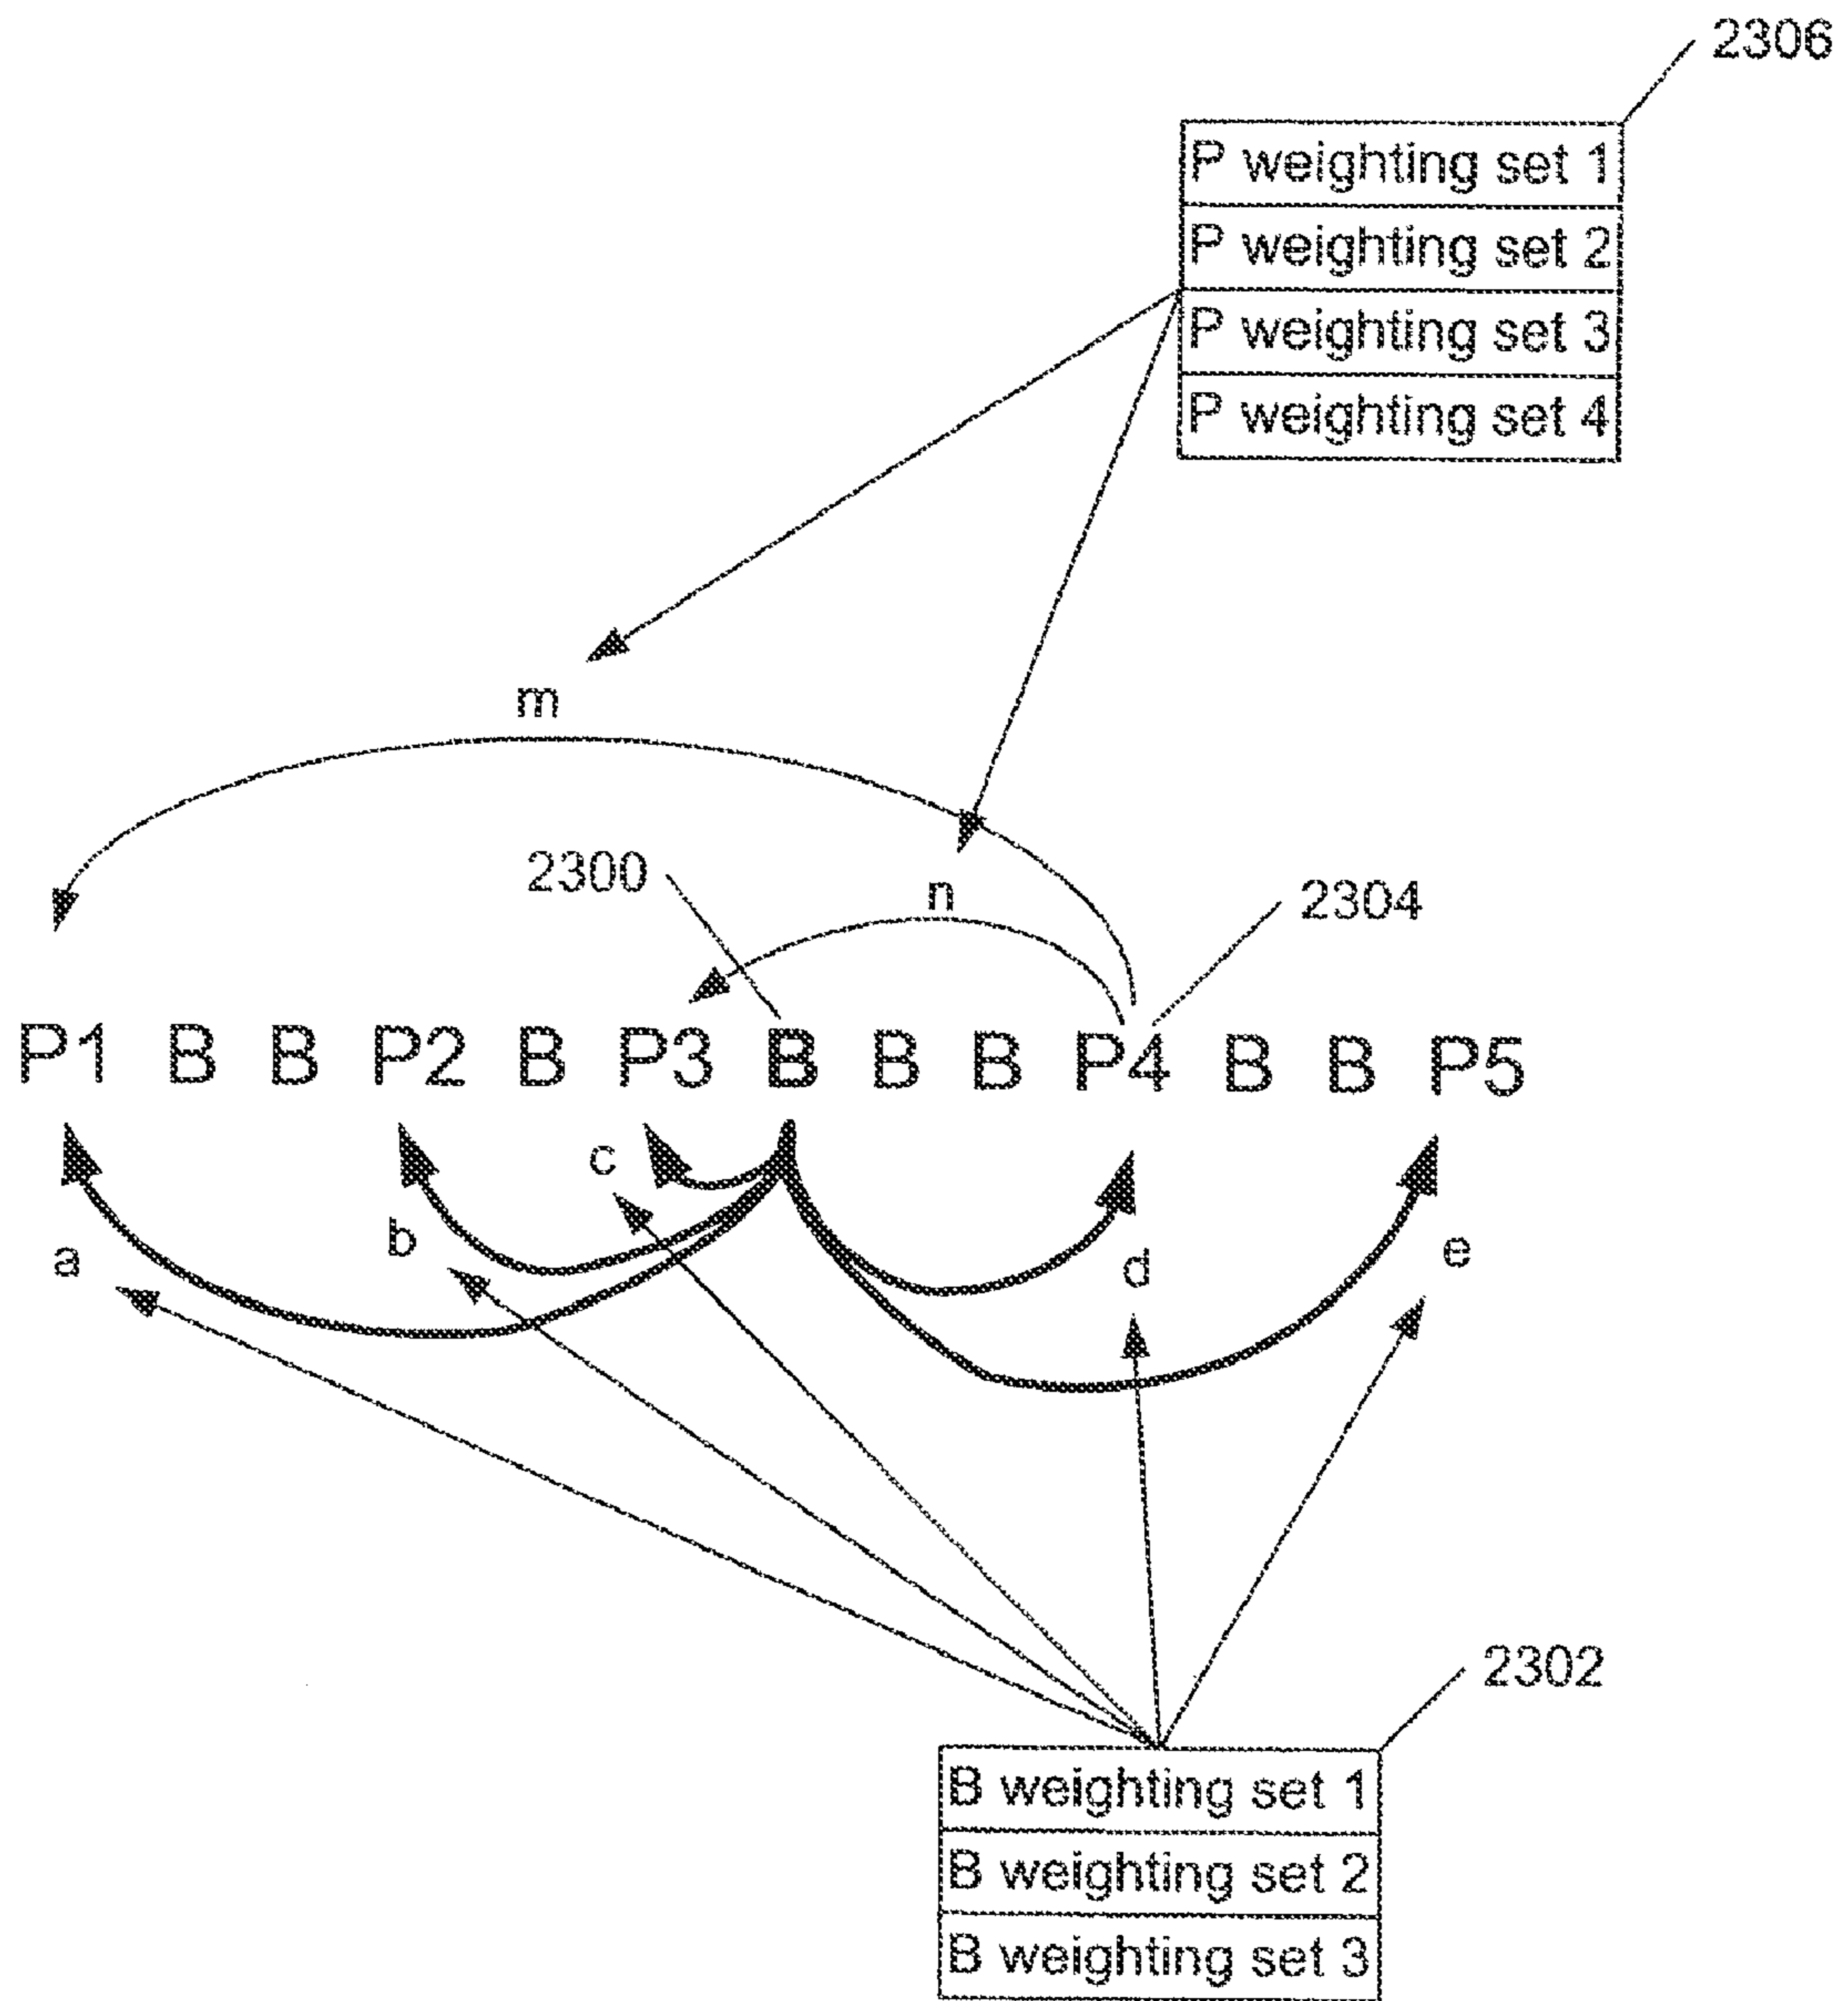 2306
P weighting set 1
P weighting set 2
P weighting set 3
P weighting set 4
m
2300
n
2304
P1 B B P2 B P3 B B B P4 B B P5
c
b
a
d
e
2302
B weighting set 1
B weighting set 2
B weighting set 3